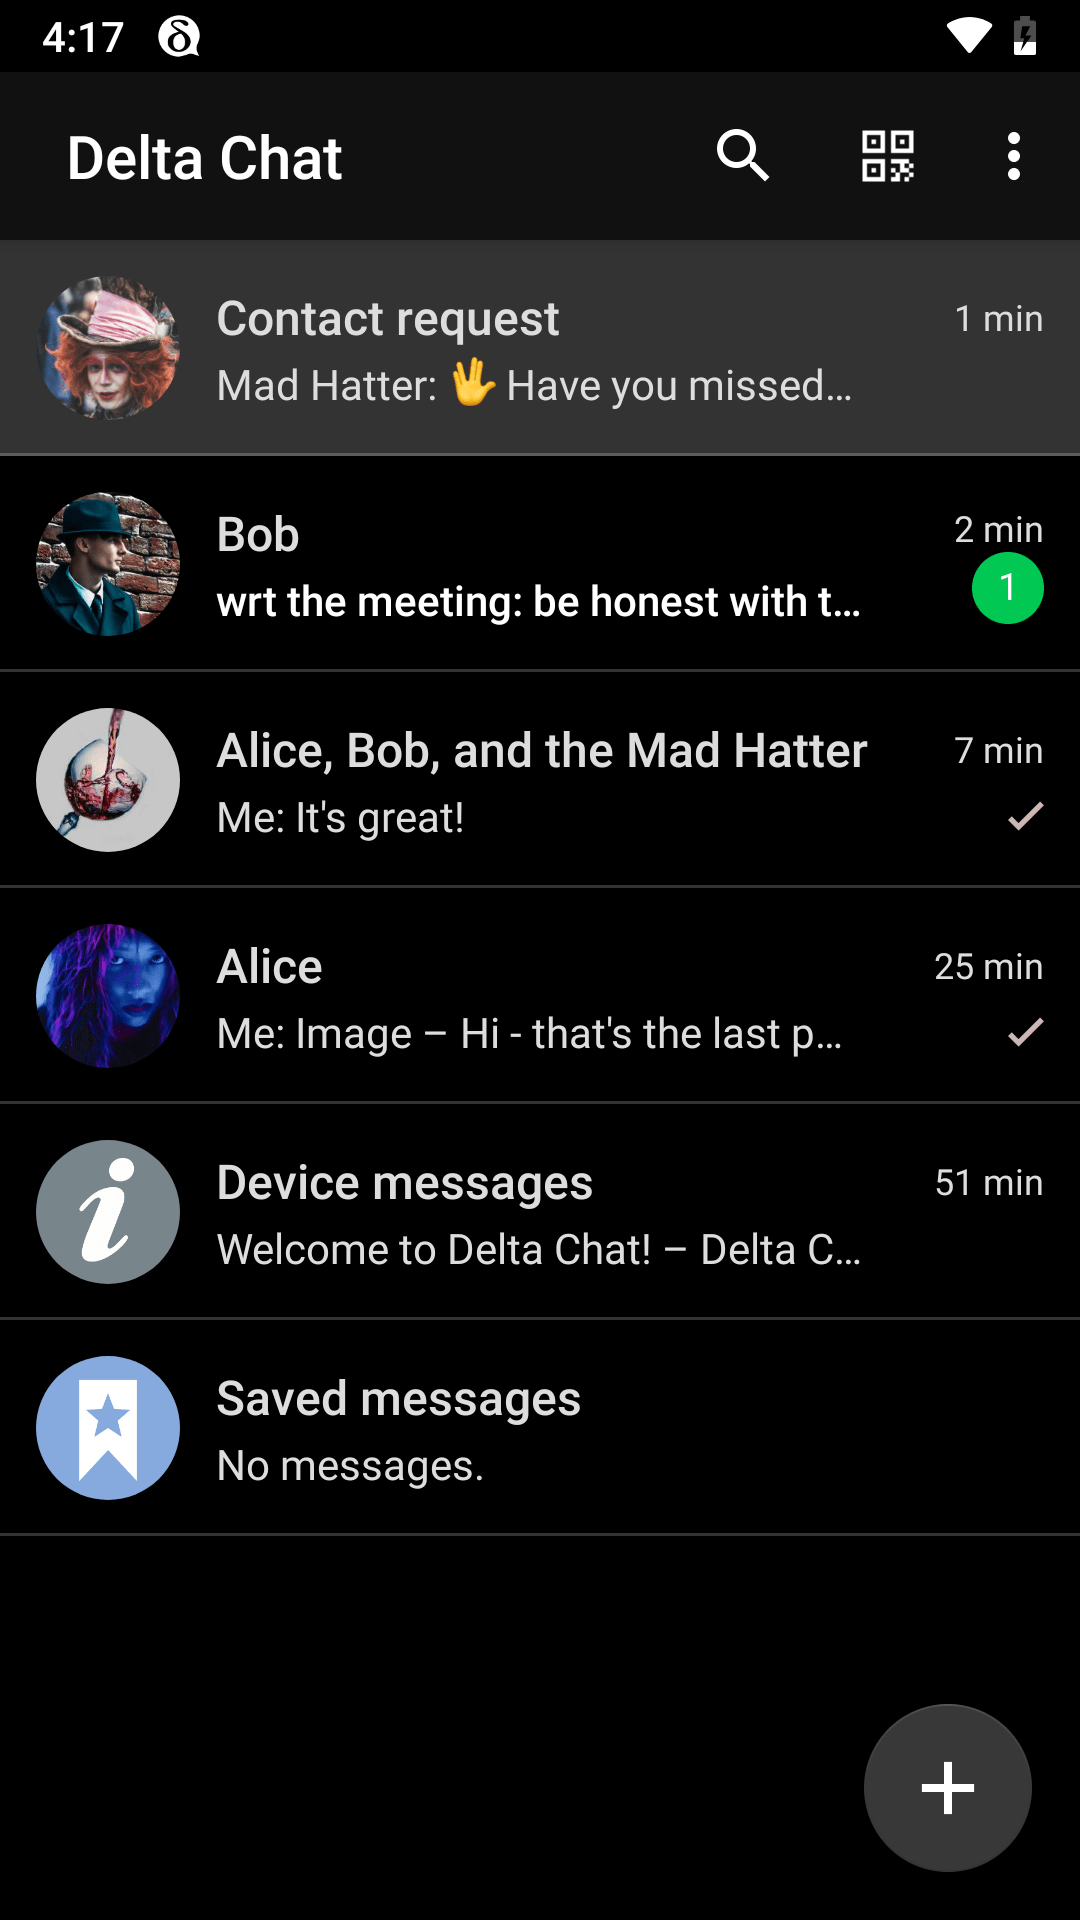 4:17
Delta Chat
Contact request
1 min
Mad Hatter: 🖖 Have you missed…
Bob
2 min
wrt the meeting: be honest with t…
1
Alice, Bob, and the Mad Hatter
7 min
Me: It's great!
Alice
25 min
Me: Image – Hi - that's the last p…
Device messages
51 min
Welcome to Delta Chat! – Delta C…
Saved messages
No messages.